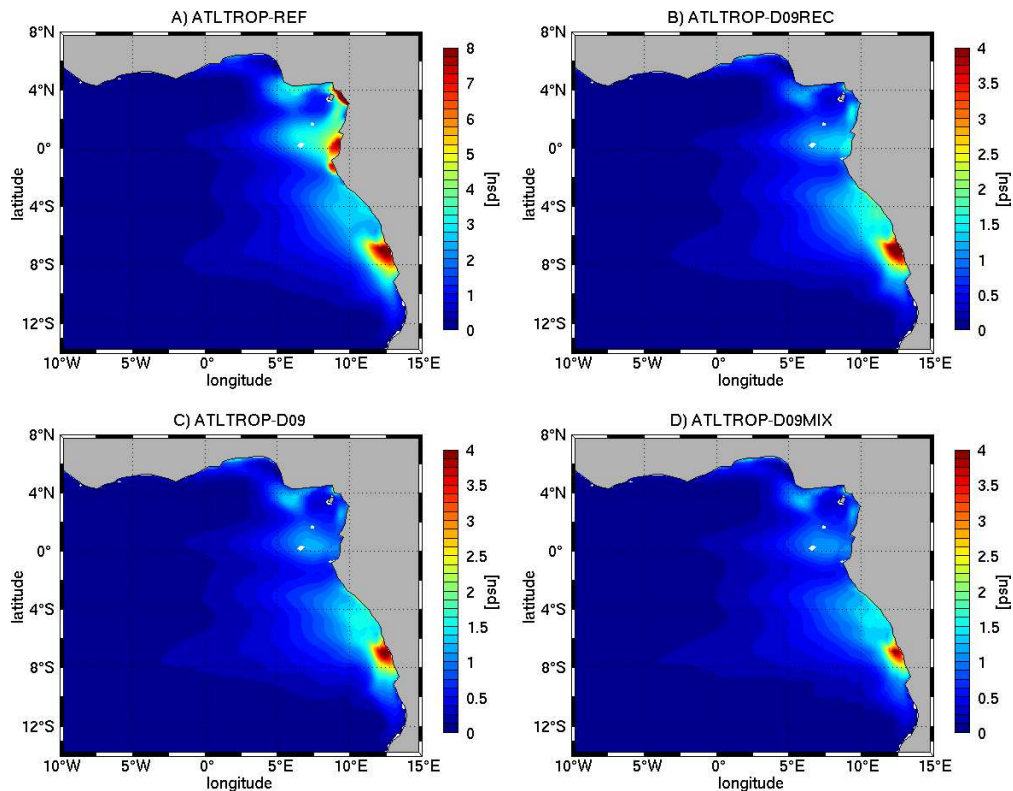 A) ATLTROP-REF
8°N
4°N
0°
4°S
8°S
12°S
latitude
10°W 5°W 0°E 5°E 10°E 15°E
longitude
8
7
6
5
4
3
2
1
0
[psu]
B) ATLTROP-D09REC
8°N
4°N
0°
4°S
8°S
12°S
latitude
10°W 5°W 0°E 5°E 10°E 15°E
longitude
4
3.5
3
2.5
2
1.5
1
0.5
0
[psu]
C) ATLTROP-D09
8°N
4°N
0°
4°S
8°S
12°S
latitude
10°W 5°W 0°E 5°E 10°E 15°E
longitude
4
3.5
3
2.5
2
1.5
1
0.5
0
[psu]
D) ATLTROP-D09MIX
8°N
4°N
0°
4°S
8°S
12°S
latitude
10°W 5°W 0°E 5°E 10°E 15°E
longitude
4
3.5
3
2.5
2
1.5
1
0.5
0
[psu]